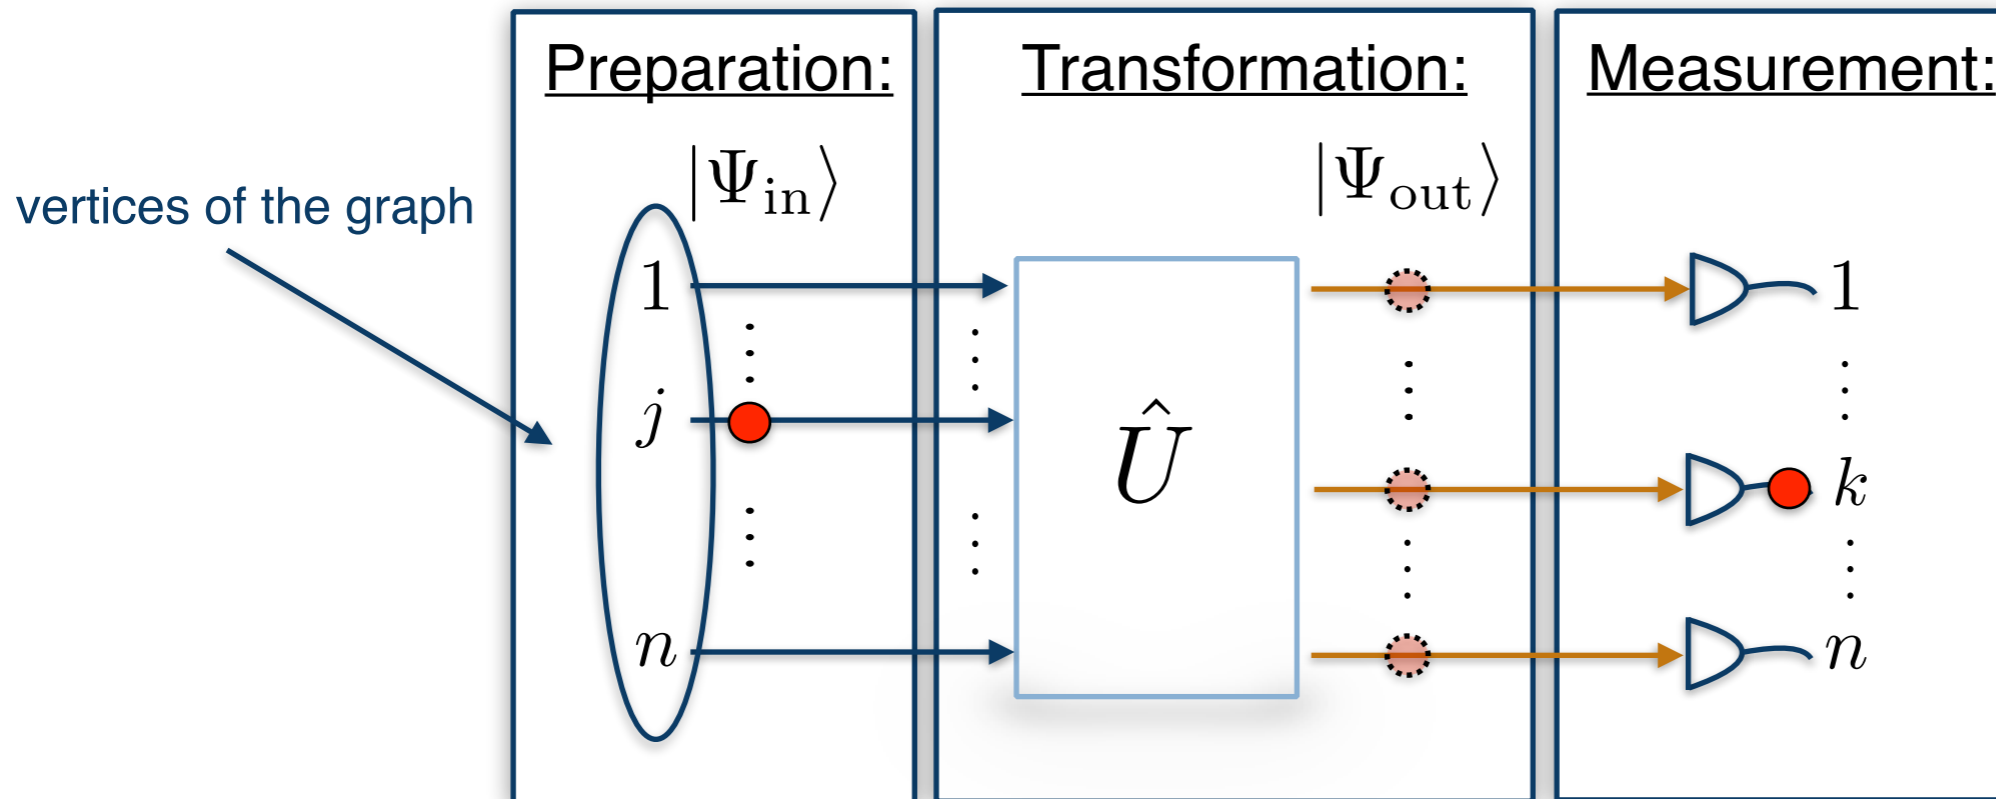 Preparation:
Transformation:
Measurement:
|Ψin⟩
|Ψout⟩
vertices of the graph
1
1
j
Û
k
n
n